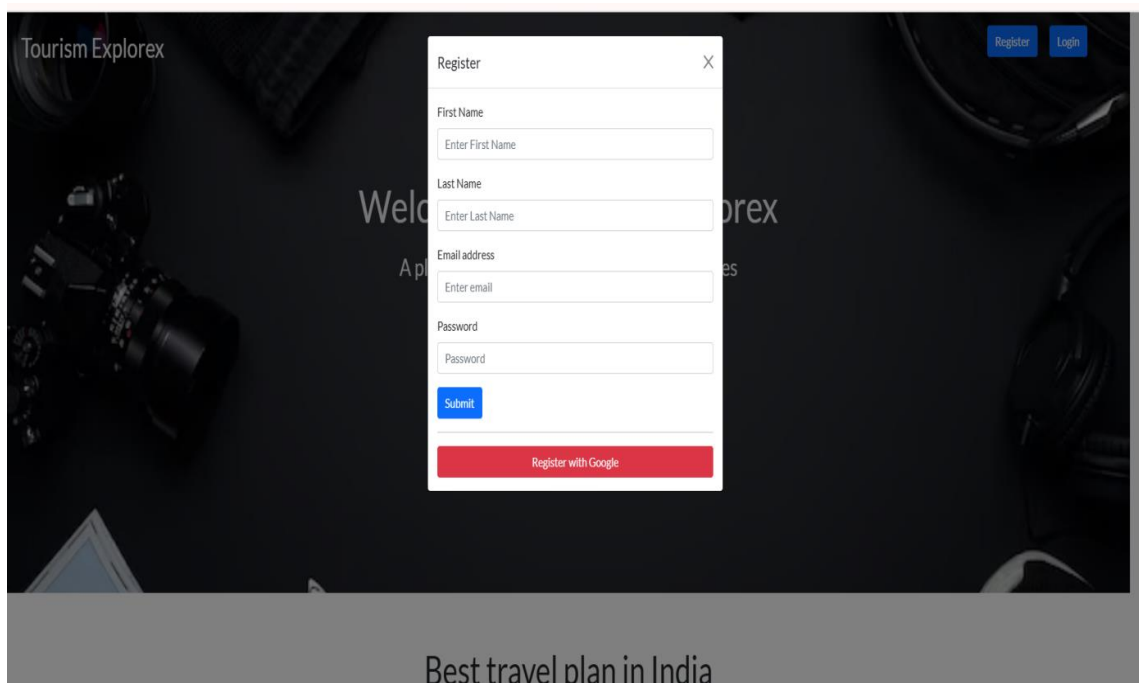 Tourism Explorex
Register Login
Register X
First Name
Enter First Name
Last Name
Enter Last Name
Email address
Enter email
Password
Password
Submit
Register with Google
Best travel plan in India